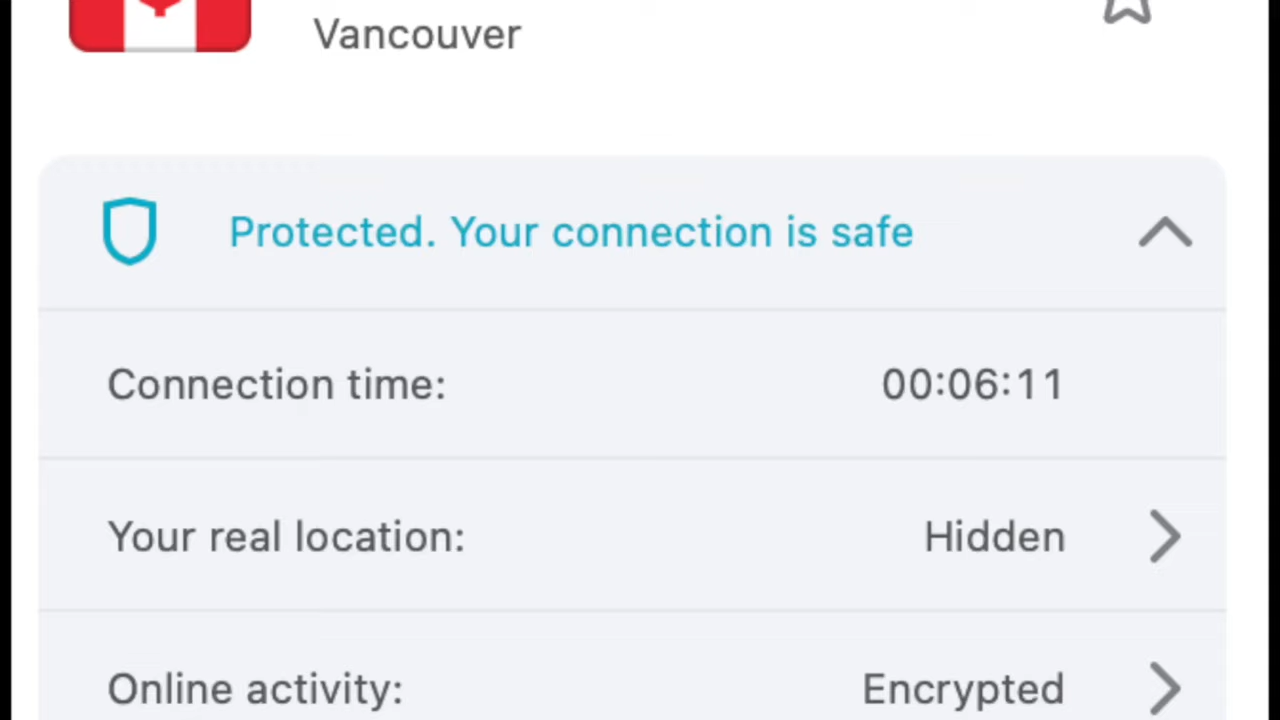 Vancouver
Protected. Your connection is safe
Connection time: 00:06:11
Your real location: Hidden
Online activity: Encrypted